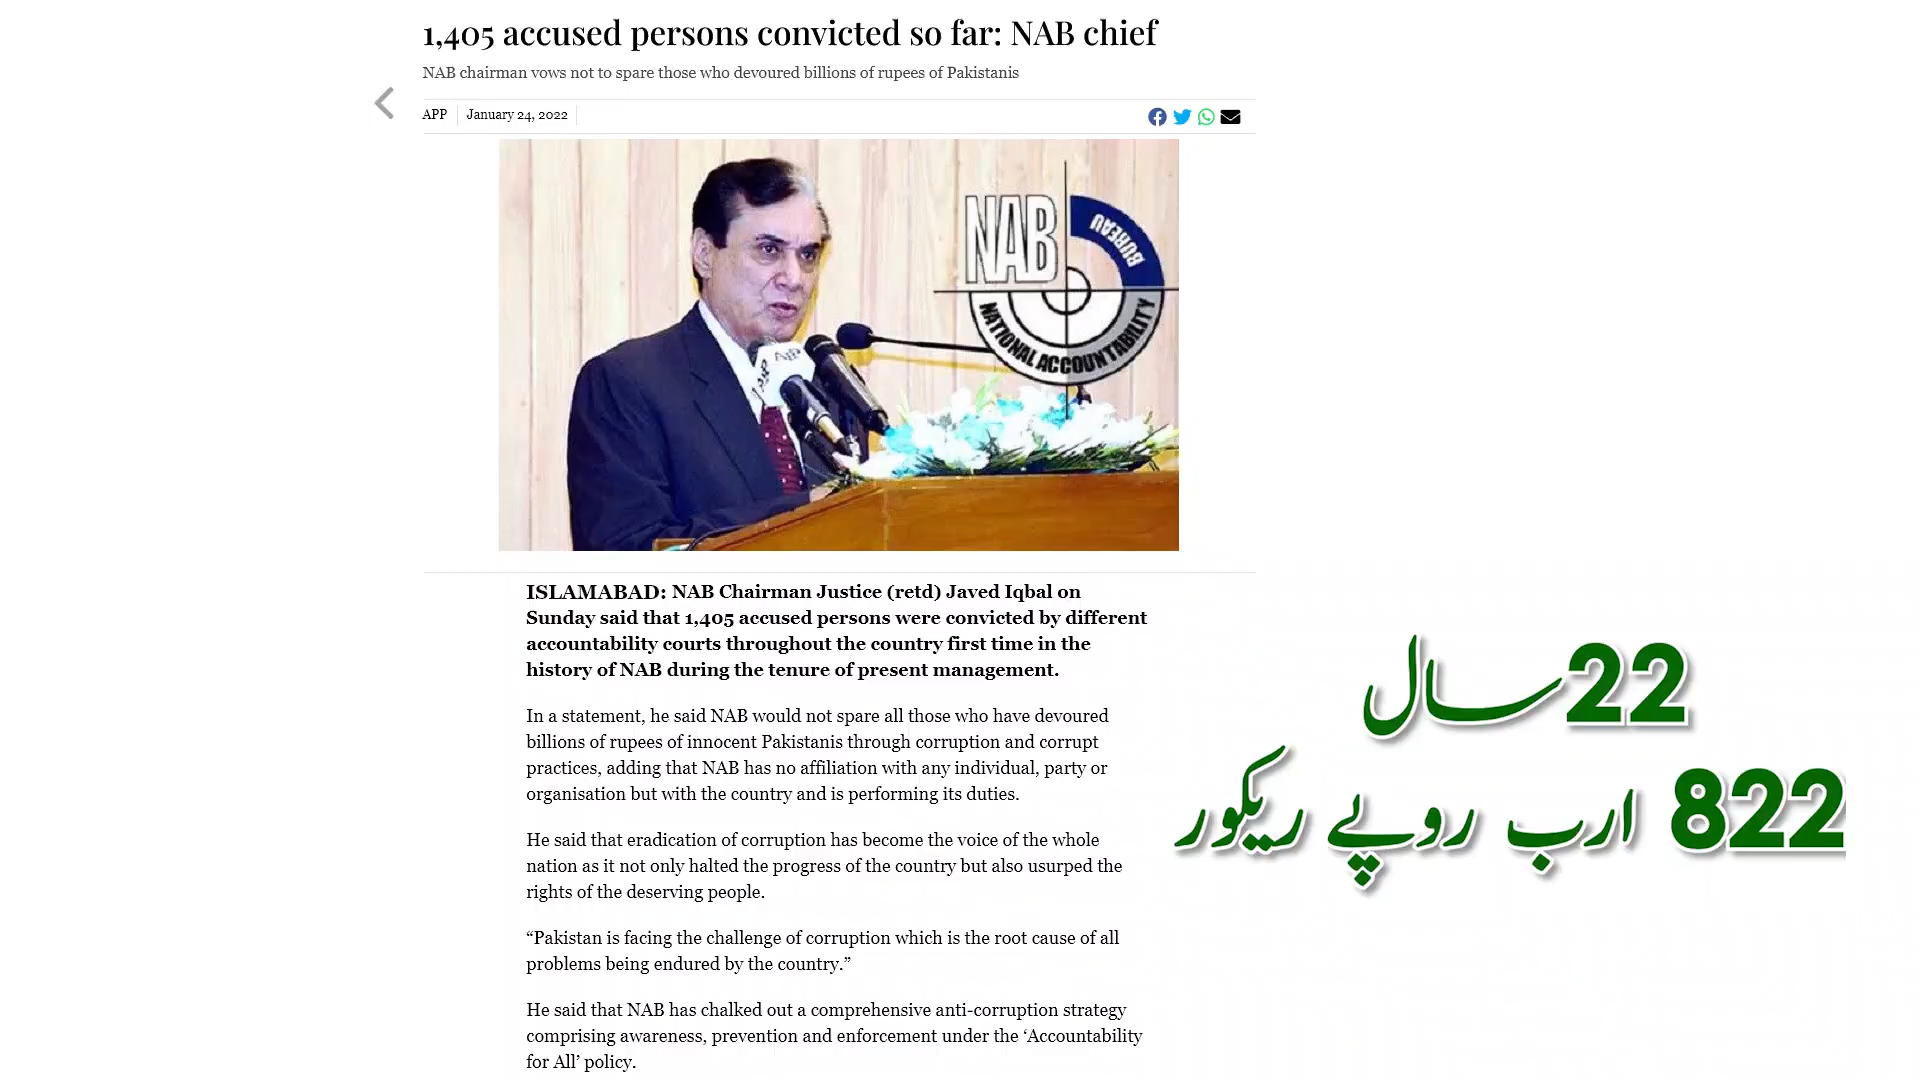 1,405 accused persons convicted so far: NAB chief
NAB chairman vows not to spare those who devoured billions of rupees of Pakistanis
APP
January 24, 2022
NAB
BUREAU
NATIONAL ACCOUNTABILITY
APP
ISLAMABAD: NAB Chairman Justice (retd) Javed Iqbal on
Sunday said that 1,405 accused persons were convicted by different
accountability courts throughout the country first time in the
history of NAB during the tenure of present management.
In a statement, he said NAB would not spare all those who have devoured
billions of rupees of innocent Pakistanis through corruption and corrupt
practices, adding that NAB has no affiliation with any individual, party or
organisation but with the country and is performing its duties.
He said that eradication of corruption has become the voice of the whole
nation as it not only halted the progress of the country but also usurped the
rights of the deserving people.
“Pakistan is facing the challenge of corruption which is the root cause of all
problems being endured by the country.”
He said that NAB has chalked out a comprehensive anti-corruption strategy
comprising awareness, prevention and enforcement under the ‘Accountability
for All’ policy.
22سال
822 ارب روپے ریکور